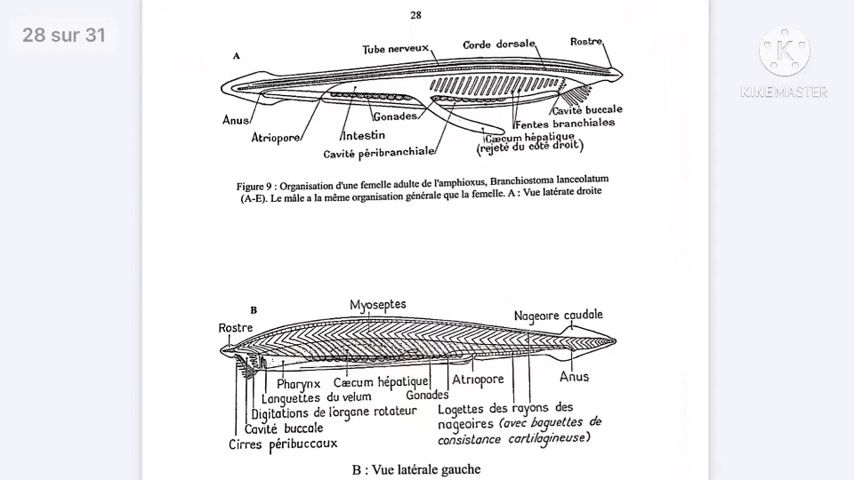 28
28 sur 31
K
KINEMASTER
A
Tube nerveux
Corde dorsale
Rostre
Anus
Atriopore
Intestin
Gonades
Cavité péribranchiale
Cavité buccale
Fentes branchiales
Cæcum hépatique
(rejeté du côté droit)
Figure 9 : Organisation d'une femelle adulte de l'amphioxus, Branchiostoma lanceolatum
(A-E). Le mâle a la même organisation générale que la femelle. A : Vue latérate droite
B
Myoseptes
Nageoire caudale
Rostre
Pharynx
Cæcum hépatique
Atriopore
Anus
Languettes du velum
Gonades
Digitations de l'organe rotateur
Logettes des rayons des
nageoires (avec baguettes de
consistance cartilagineuse)
Cavité buccale
Cirres péribuccaux
B : Vue latérale gauche